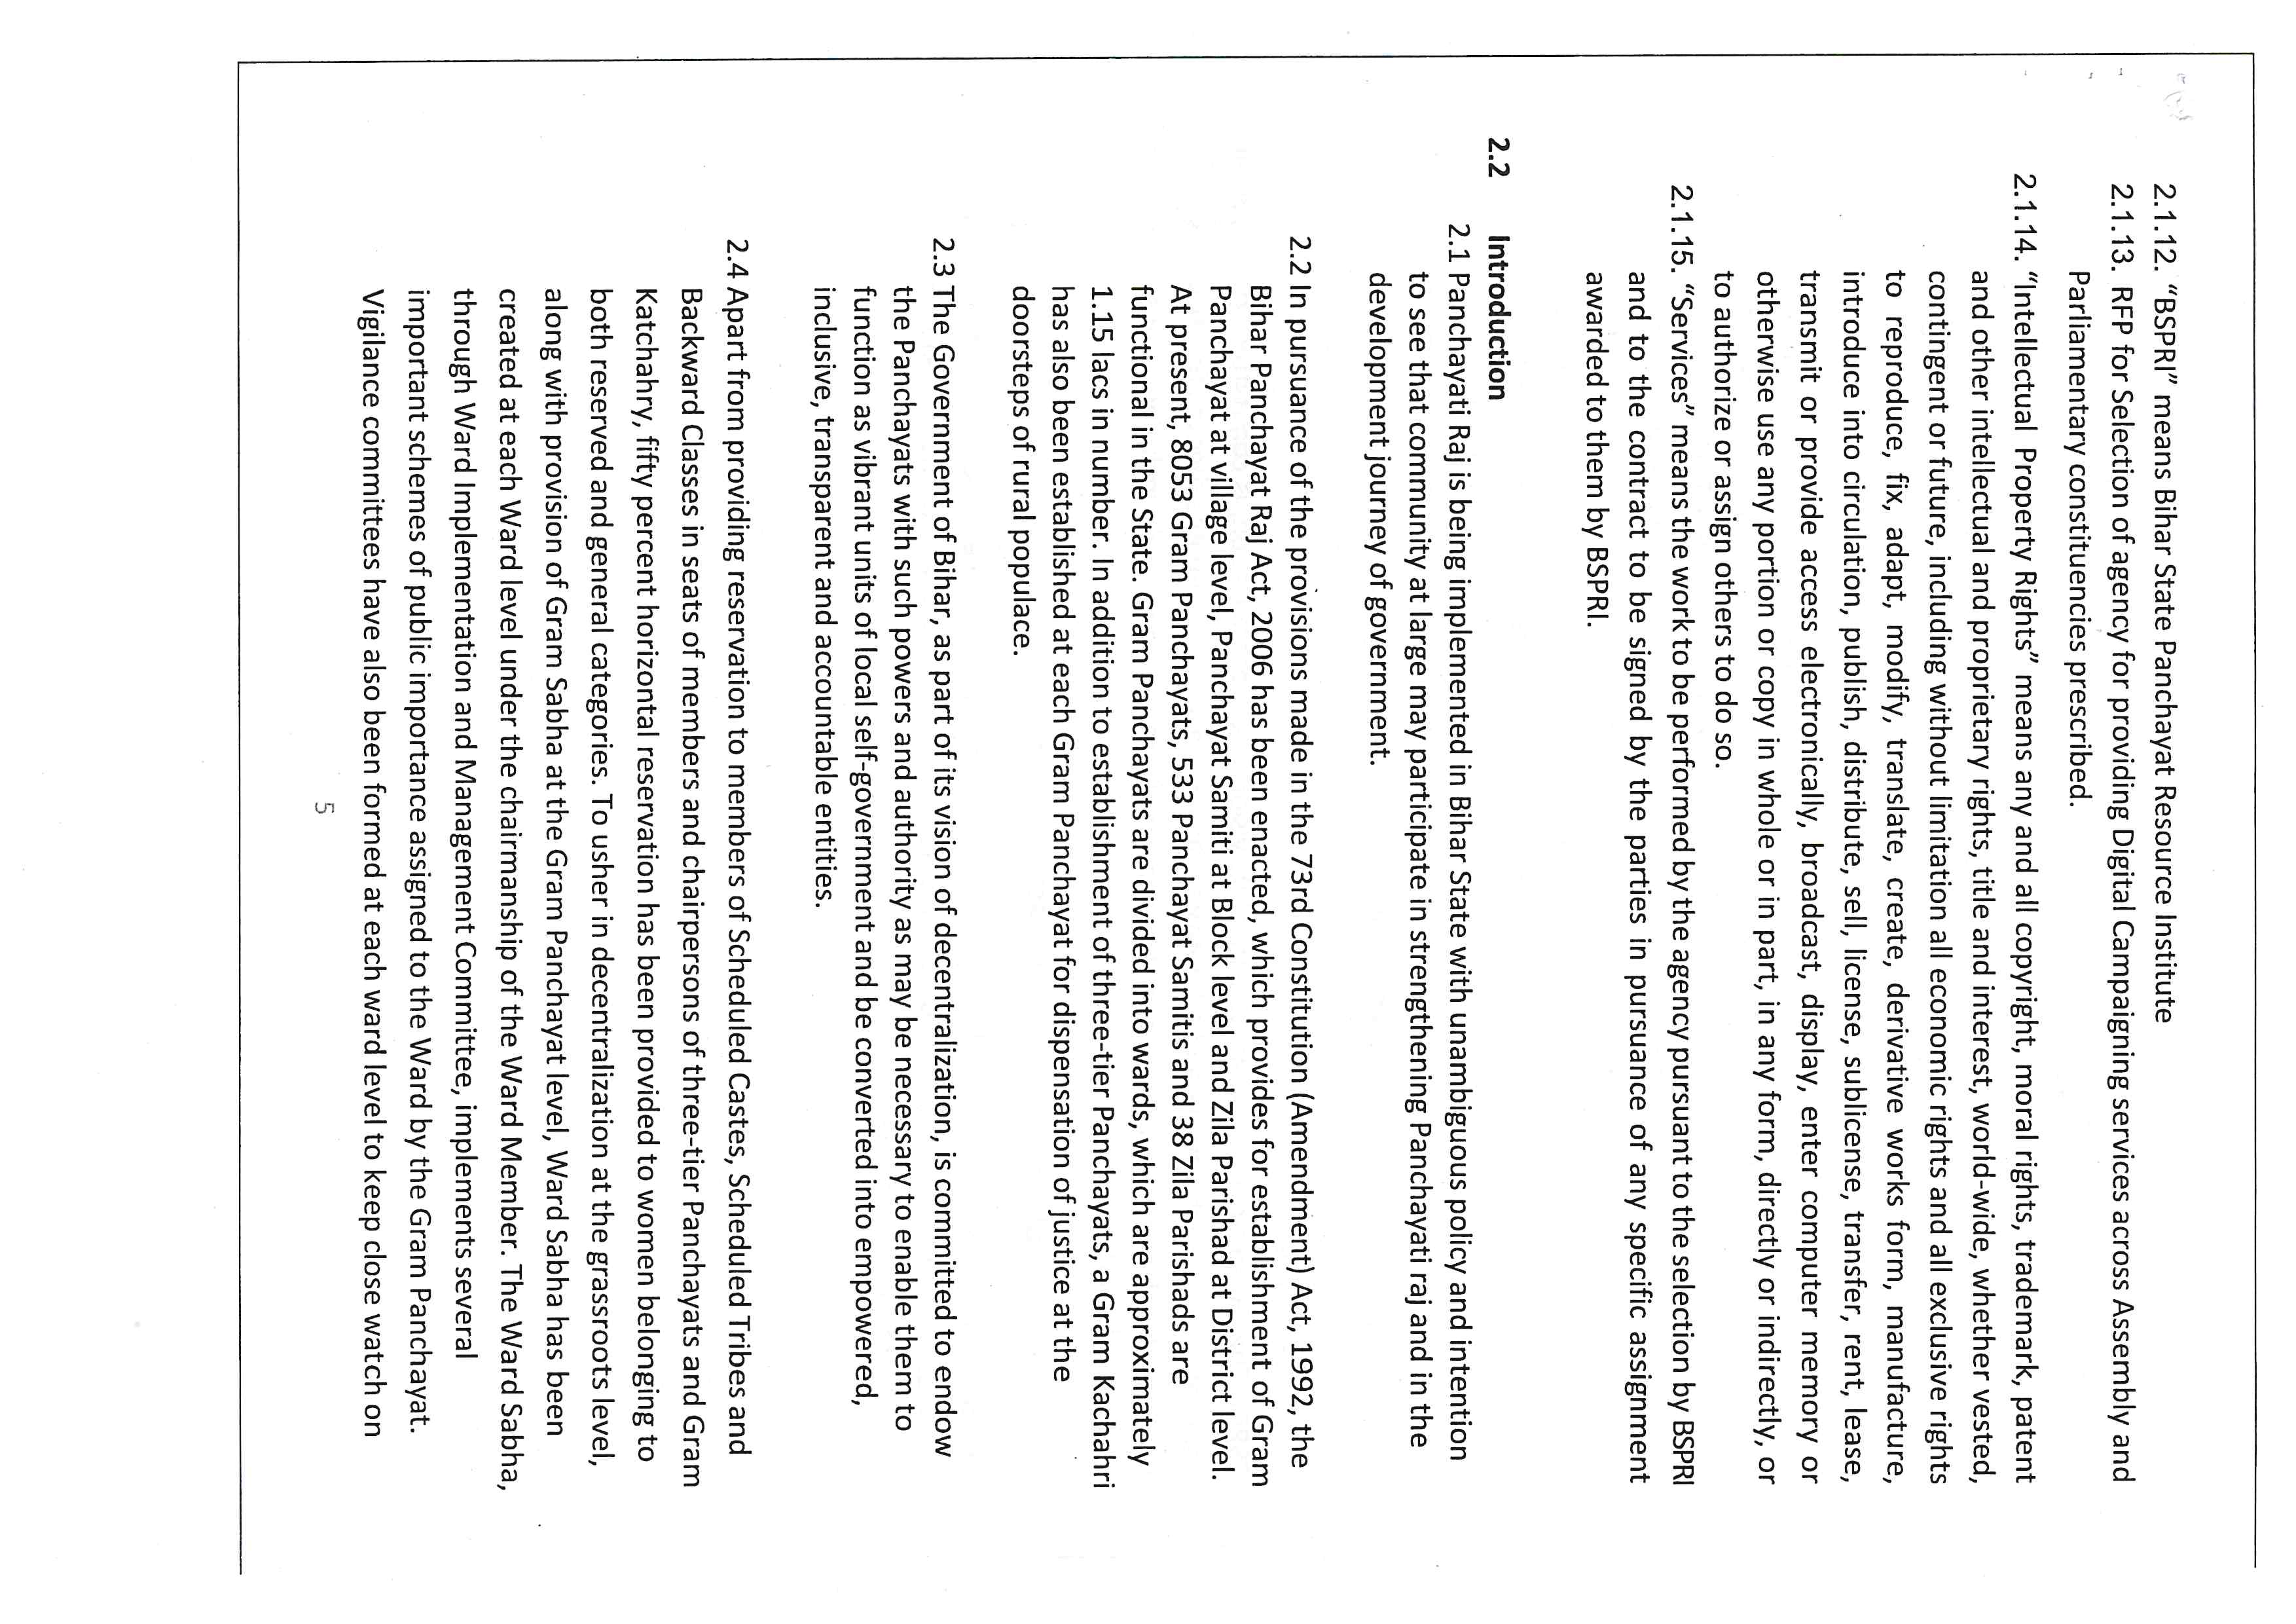 2.1.12. “BSPRI” means Bihar State Panchayat Resource Institute
2.1.13. RFP for Selection of agency for providing Digital Campaigning services across Assembly and
Parliamentary constituencies prescribed.
2.1.14. “Intellectual Property Rights” means any and all copyright, moral rights, trademark, patent
and other intellectual and proprietary rights, title and interest, world-wide, whether vested,
contingent or future, including without limitation all economic rights and all exclusive rights
to reproduce, fix, adapt, modify, translate, create, derivative works form, manufacture,
introduce into circulation, publish, distribute, sell, license, sublicense, transfer, rent, lease,
transmit or provide access electronically, broadcast, display, enter computer memory or
otherwise use any portion or copy in whole or in part, in any form, directly or indirectly, or
to authorize or assign others to do so.
2.1.15. “Services” means the work to be performed by the agency pursuant to the selection by BSPRI
and to the contract to be signed by the parties in pursuance of any specific assignment
awarded to them by BSPRI.
2.2 Introduction
2.1 Panchayati Raj is being implemented in Bihar State with unambiguous policy and intention
to see that community at large may participate in strengthening Panchayati raj and in the
development journey of government.
2.2 In pursuance of the provisions made in the 73rd Constitution (Amendment) Act, 1992, the
Bihar Panchayat Raj Act, 2006 has been enacted, which provides for establishment of Gram
Panchayat at village level, Panchayat Samiti at Block level and Zila Parishad at District level.
At present, 8053 Gram Panchayats, 533 Panchayat Samitis and 38 Zila Parishads are
functional in the State. Gram Panchayats are divided into wards, which are approximately
1.15 lacs in number. In addition to establishment of three-tier Panchayats, a Gram Kachahri
has also been established at each Gram Panchayat for dispensation of justice at the
doorsteps of rural populace.
2.3 The Government of Bihar, as part of its vision of decentralization, is committed to endow
the Panchayats with such powers and authority as may be necessary to enable them to
function as vibrant units of local self-government and be converted into empowered,
inclusive, transparent and accountable entities.
2.4 Apart from providing reservation to members of Scheduled Castes, Scheduled Tribes and
Backward Classes in seats of members and chairpersons of three-tier Panchayats and Gram
Katchahry, fifty percent horizontal reservation has been provided to women belonging to
both reserved and general categories. To usher in decentralization at the grassroots level,
along with provision of Gram Sabha at the Gram Panchayat level, Ward Sabha has been
created at each Ward level under the chairmanship of the Ward Member. The Ward Sabha,
through Ward Implementation and Management Committee, implements several
important schemes of public importance assigned to the Ward by the Gram Panchayat.
Vigilance committees have also been formed at each ward level to keep close watch on
5